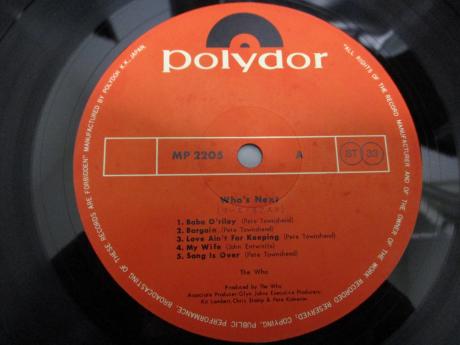 polydor
MP 2205
A
ST 33
Who's Next
1. Baba O'riley (Pete Townshend)
2. Bargain (Pete Townshend)
3. Love Ain't For Keeping (Pete Townshend)
4. My Wife (John Entwistle)
5. Song Is Over (Pete Townshend)
The Who
Produced by The Who
Associate Producer: Glyn Johns Executive Producers:
Kit Lambert, Chris Stamp & Pete Kameron
"ALL RIGHTS OF THE RECORD MANUFACTURER AND OF THE OWNER OF THE WORK RECORDED RESERVED; COPYING, PUBLIC PERFORMANCE, BROADCASTING OF THESE RECORDS ARE FORBIDDEN" MANUFACTURED BY POLYDOR K.K., JAPAN